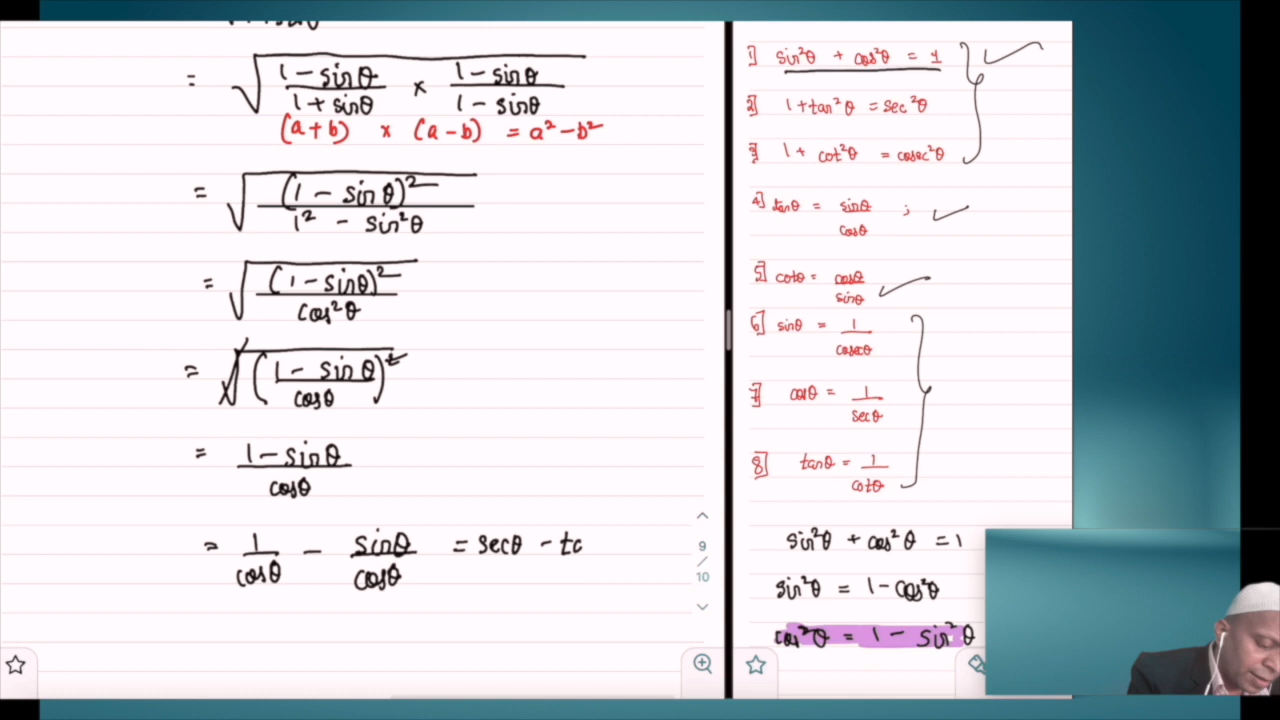 = √((1 - sinθ)/(1 + sinθ) × (1 - sinθ)/(1 - sinθ))
(a + b) × (a - b) = a² - b²
= √((1 - sinθ)²/(1² - sin²θ))
= √((1 - sinθ)²/cos²θ)
= √((1 - sinθ)/cosθ)²
= (1 - sinθ)/cosθ
= 1/cosθ - sinθ/cosθ = secθ - ta
9
/
10
1] sin²θ + cos²θ = 1
2] 1 + tan²θ = sec²θ
3] 1 + cot²θ = cosec²θ
4] tanθ = sinθ/cosθ ;
5] cotθ = cosθ/sinθ
6] sinθ = 1/cosecθ
7] cosθ = 1/secθ
8] tanθ = 1/cotθ
sin²θ + cos²θ = 1
sin²θ = 1 - cos²θ
cos²θ = 1 - sin²θ